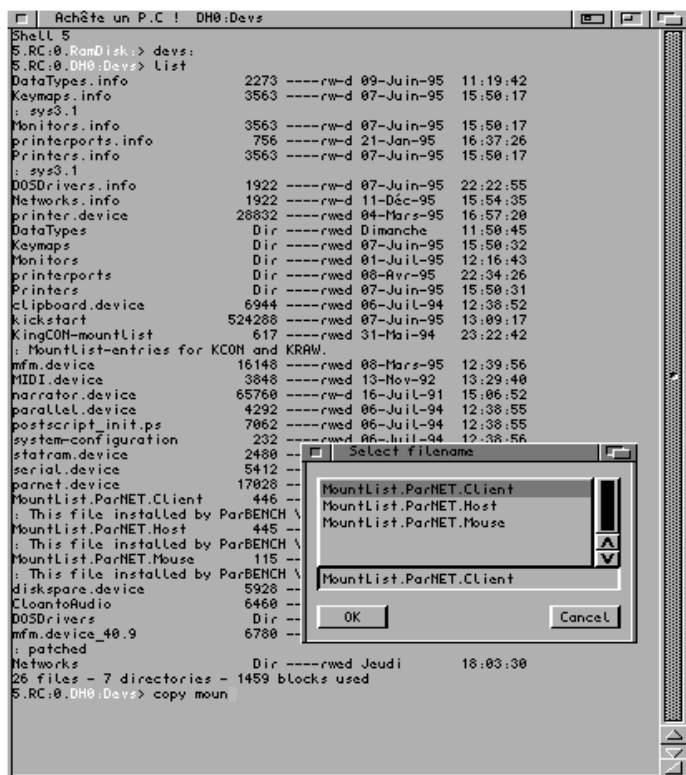 Achête un P.C ! DH0:Devs
Shell 5
5.RC:0.RamDisk:> devs:
5.RC:0.DH0:Devs> list
DataTypes.info 2273 ----rw-d 09-Juin-95 11:19:42
Keymaps.info 3563 ----rw-d 07-Juin-95 15:50:17
: sys3.1
Monitors.info 3563 ----rw-d 07-Juin-95 15:50:17
printerports.info 756 ----rw-d 21-Jan-95 16:37:26
Printers.info 3563 ----rw-d 07-Juin-95 15:50:17
: sys3.1
DOSDrivers.info 1922 ----rw-d 07-Juin-95 22:22:55
Networks.info 1922 ----rw-d 11-Déc-95 15:54:35
printer.device 28832 ----rwed 04-Mars-95 16:57:20
DataTypes Dir ----rwed Dimanche 11:50:45
Keymaps Dir ----rwed 07-Juin-95 15:50:32
Monitors Dir ----rwed 01-Juil-95 12:16:43
printerports Dir ----rwed 08-Avr-95 22:34:26
Printers Dir ----rwed 07-Juin-95 15:50:31
clipboard.device 6944 ----rwed 06-Juil-94 12:38:52
kickstart 524288 ----rwed 07-Juin-95 13:09:17
KingCON-mountlist 617 ----rwed 31-Mai-94 23:22:42
: Mountlist-entries for KCON and KRAW.
mfm.device 16148 ----rwed 08-Mars-95 12:39:56
MIDI.device 3848 ----rwed 13-Nov-92 13:29:40
narrator.device 65760 ----rw-d 16-Juil-91 15:06:52
parallel.device 4292 ----rwed 06-Juil-94 12:38:55
postscript_init.ps 7062 ----rwed 06-Juil-94 12:38:55
system-configuration 232 ----rwed 06-Juil-94 12:38:56
statram.device 2480 --
serial.device 5412 --
parnet.device 17028 --
MountList.ParNET.Client 446 --
: This file installed by ParBENCH \
MountList.ParNET.Host 445 --
: This file installed by ParBENCH \
MountList.ParNET.Mouse 115 --
: This file installed by ParBENCH \
diskspare.device 5928 --
CloantoAudio 6460 --
DOSDrivers Dir --
mfm.device_40.9 6780 --
: patched
Networks Dir ----rwed Jeudi 18:03:30
26 files - 7 directories - 1459 blocks used
5.RC:0.DH0:Devs> copy moun
Select filename
MountList.ParNET.Client
MountList.ParNET.Host
MountList.ParNET.Mouse
MountList.ParNET.Client
OK
Cancel